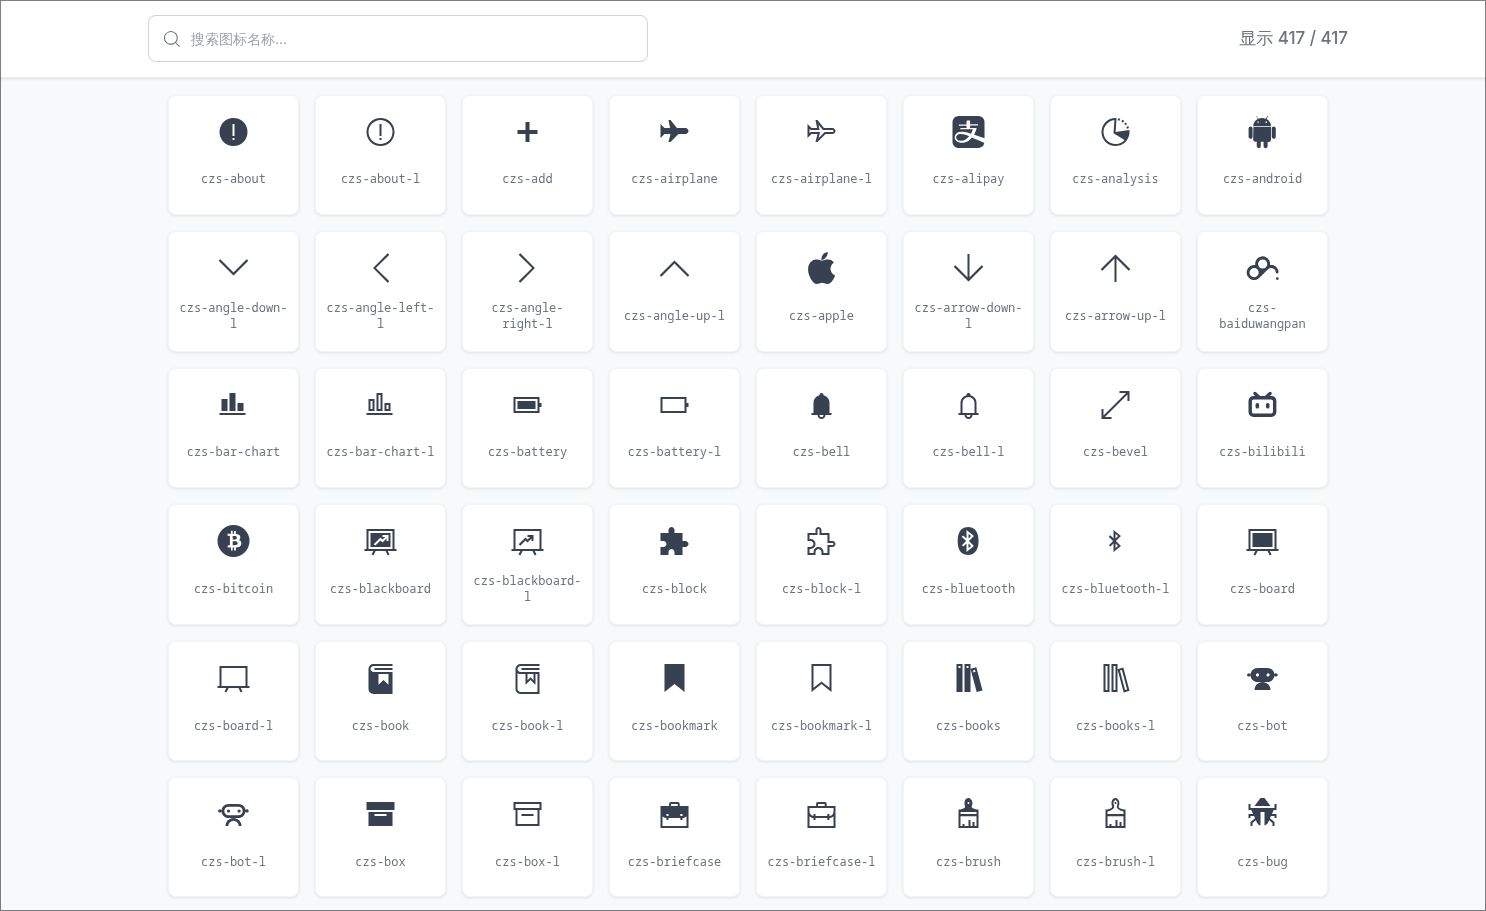 搜索图标名称...
显示 417 / 417
czs-about
czs-about-l
czs-add
czs-airplane
czs-airplane-l
czs-alipay
czs-analysis
czs-android
czs-angle-down-
l
czs-angle-left-
l
czs-angle-
right-l
czs-angle-up-l
czs-apple
czs-arrow-down-
l
czs-arrow-up-l
czs-
baiduwangpan
czs-bar-chart
czs-bar-chart-l
czs-battery
czs-battery-l
czs-bell
czs-bell-l
czs-bevel
czs-bilibili
czs-bitcoin
czs-blackboard
czs-blackboard-
l
czs-block
czs-block-l
czs-bluetooth
czs-bluetooth-l
czs-board
czs-board-l
czs-book
czs-book-l
czs-bookmark
czs-bookmark-l
czs-books
czs-books-l
czs-bot
czs-bot-l
czs-box
czs-box-l
czs-briefcase
czs-briefcase-l
czs-brush
czs-brush-l
czs-bug